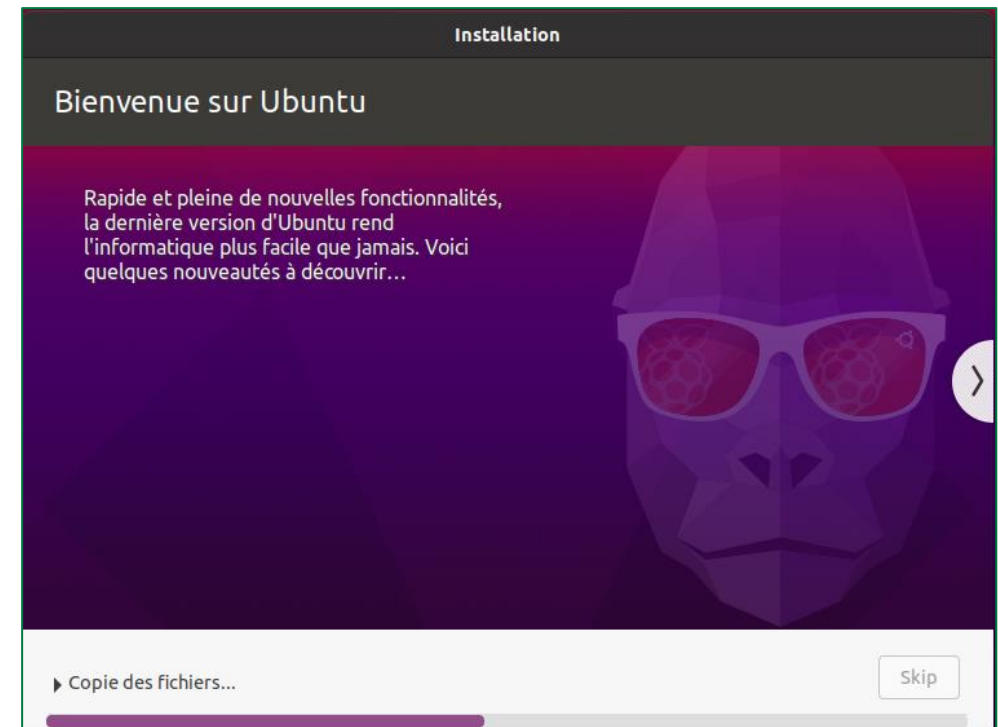 Installation
Bienvenue sur Ubuntu
Rapide et pleine de nouvelles fonctionnalités,
la dernière version d'Ubuntu rend
l'informatique plus facile que jamais. Voici
quelques nouveautés à découvrir…
Copie des fichiers...
Skip